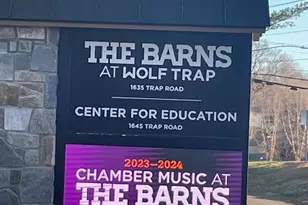 THE BARNS
AT WOLF TRAP
1635 TRAP ROAD
CENTER FOR EDUCATION
1645 TRAP ROAD
2023–2024
CHAMBER MUSIC AT
THE BARNS